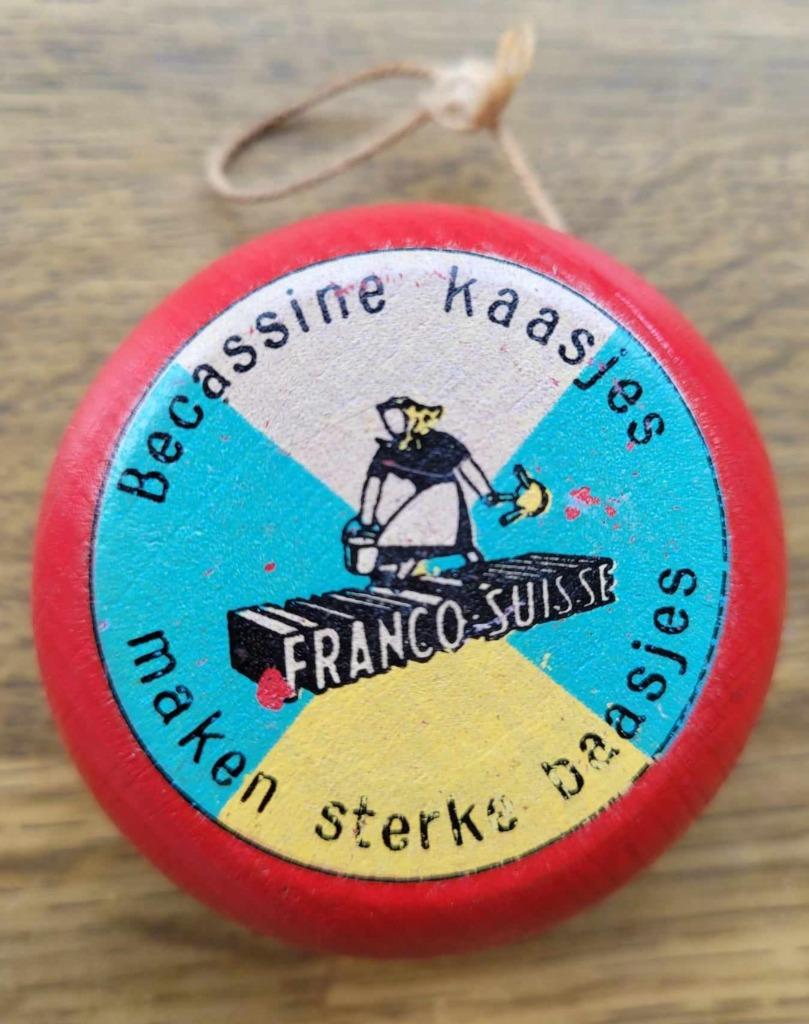 Becassine kaasjes
FRANCO-SUISSE
maken sterke baasjes